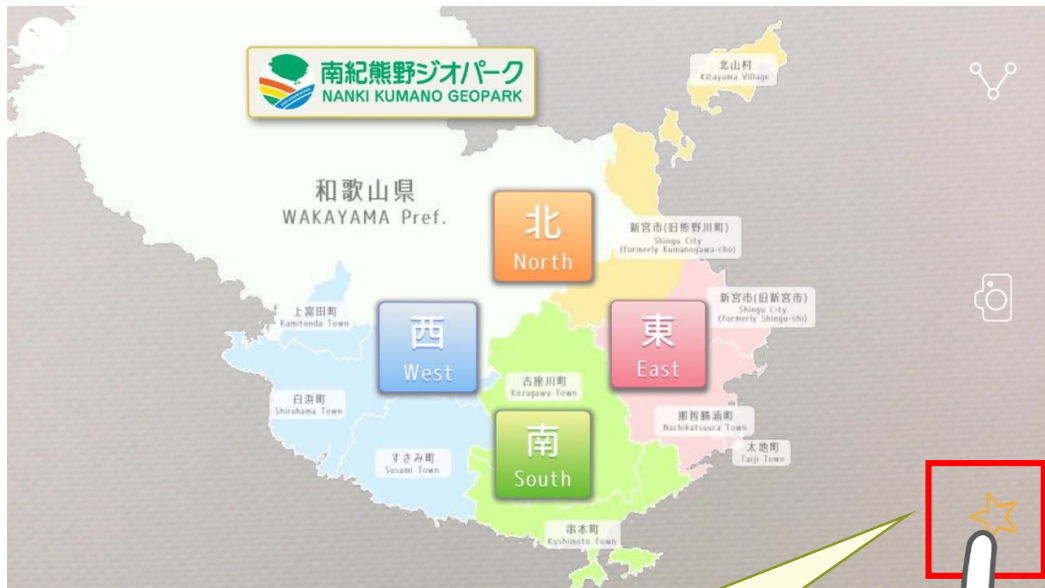 南紀熊野ジオパーク
NANKI KUMANO GEOPARK
北山村
Kitayama Village
和歌山県
WAKAYAMA Pref.
北
North
新宮市(旧熊野川町)
Shingu City
(formerly Kumanogawa-cho)
上富田町
Kamitonda Town
西
West
東
East
新宮市(旧新宮市)
Shingu City
(formerly Shingu-shi)
古座川町
Kozagawa Town
白浜町
Shirahama Town
那智勝浦町
Nachikatsuura Town
南
South
太地町
Taiji Town
すさみ町
Susami Town
串本町
Kushimoto Town